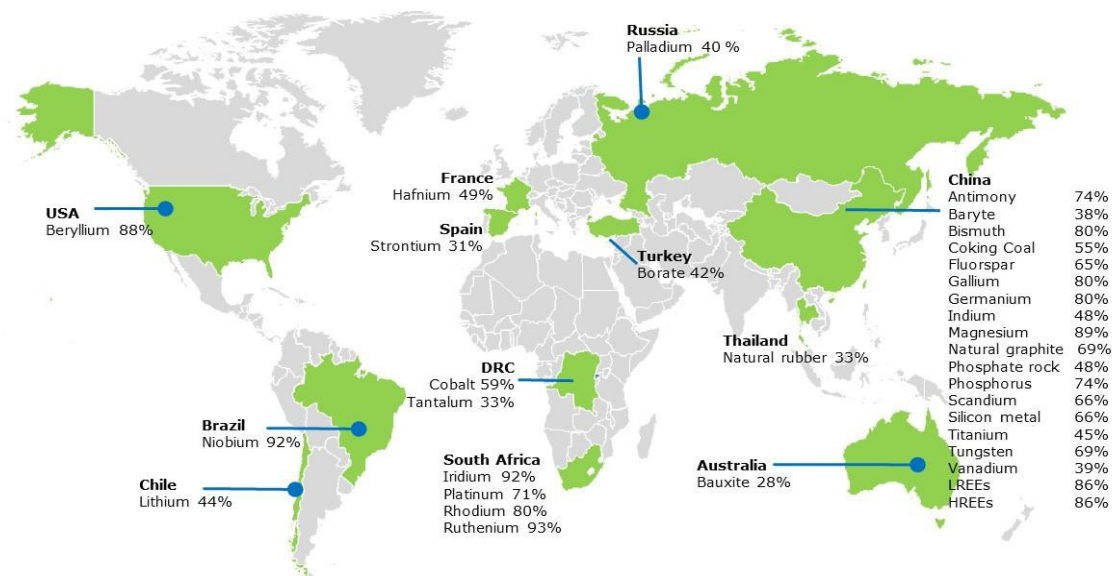 Russia
Palladium 40 %
France
Hafnium 49%
USA
Beryllium 88%
Spain
Strontium 31%
Turkey
Borate 42%
China
Antimony 74%
Baryte 38%
Bismuth 80%
Coking Coal 55%
Fluorspar 65%
Gallium 80%
Germanium 80%
Indium 48%
Magnesium 89%
Natural graphite 69%
Phosphate rock 48%
Phosphorus 74%
Scandium 66%
Silicon metal 66%
Titanium 45%
Tungsten 69%
Vanadium 39%
LREEs 86%
HREEs 86%
Thailand
Natural rubber 33%
DRC
Cobalt 59%
Tantalum 33%
Brazil
Niobium 92%
Chile
Lithium 44%
South Africa
Iridium 92%
Platinum 71%
Rhodium 80%
Ruthenium 93%
Australia
Bauxite 28%